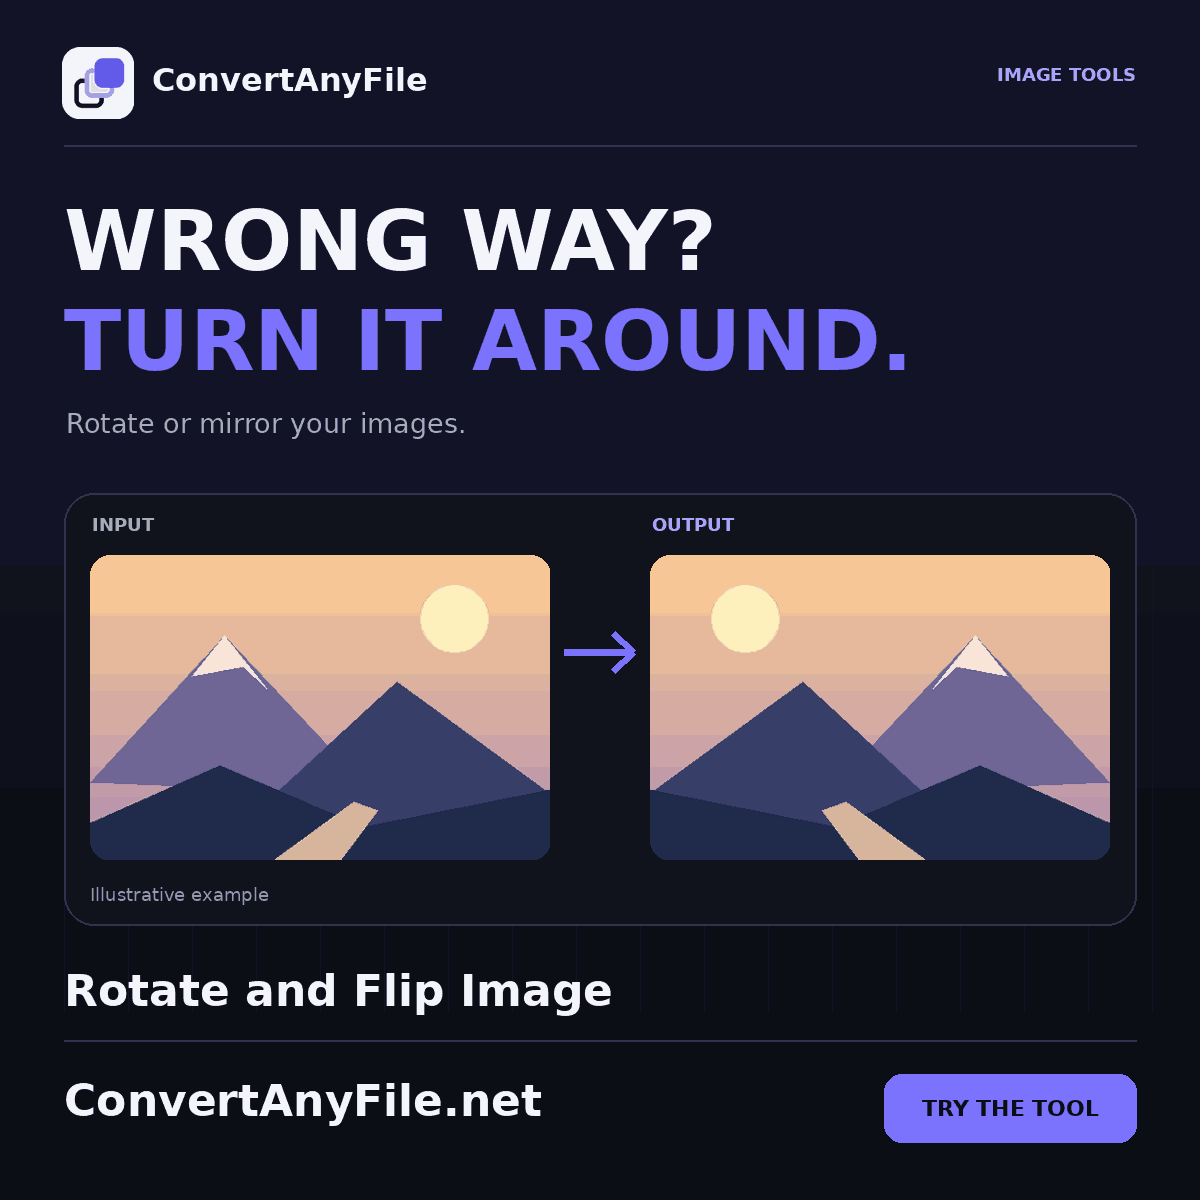 ConvertAnyFile
IMAGE TOOLS
WRONG WAY?
TURN IT AROUND.
Rotate or mirror your images.
INPUT
OUTPUT
Illustrative example
Rotate and Flip Image
ConvertAnyFile.net
TRY THE TOOL